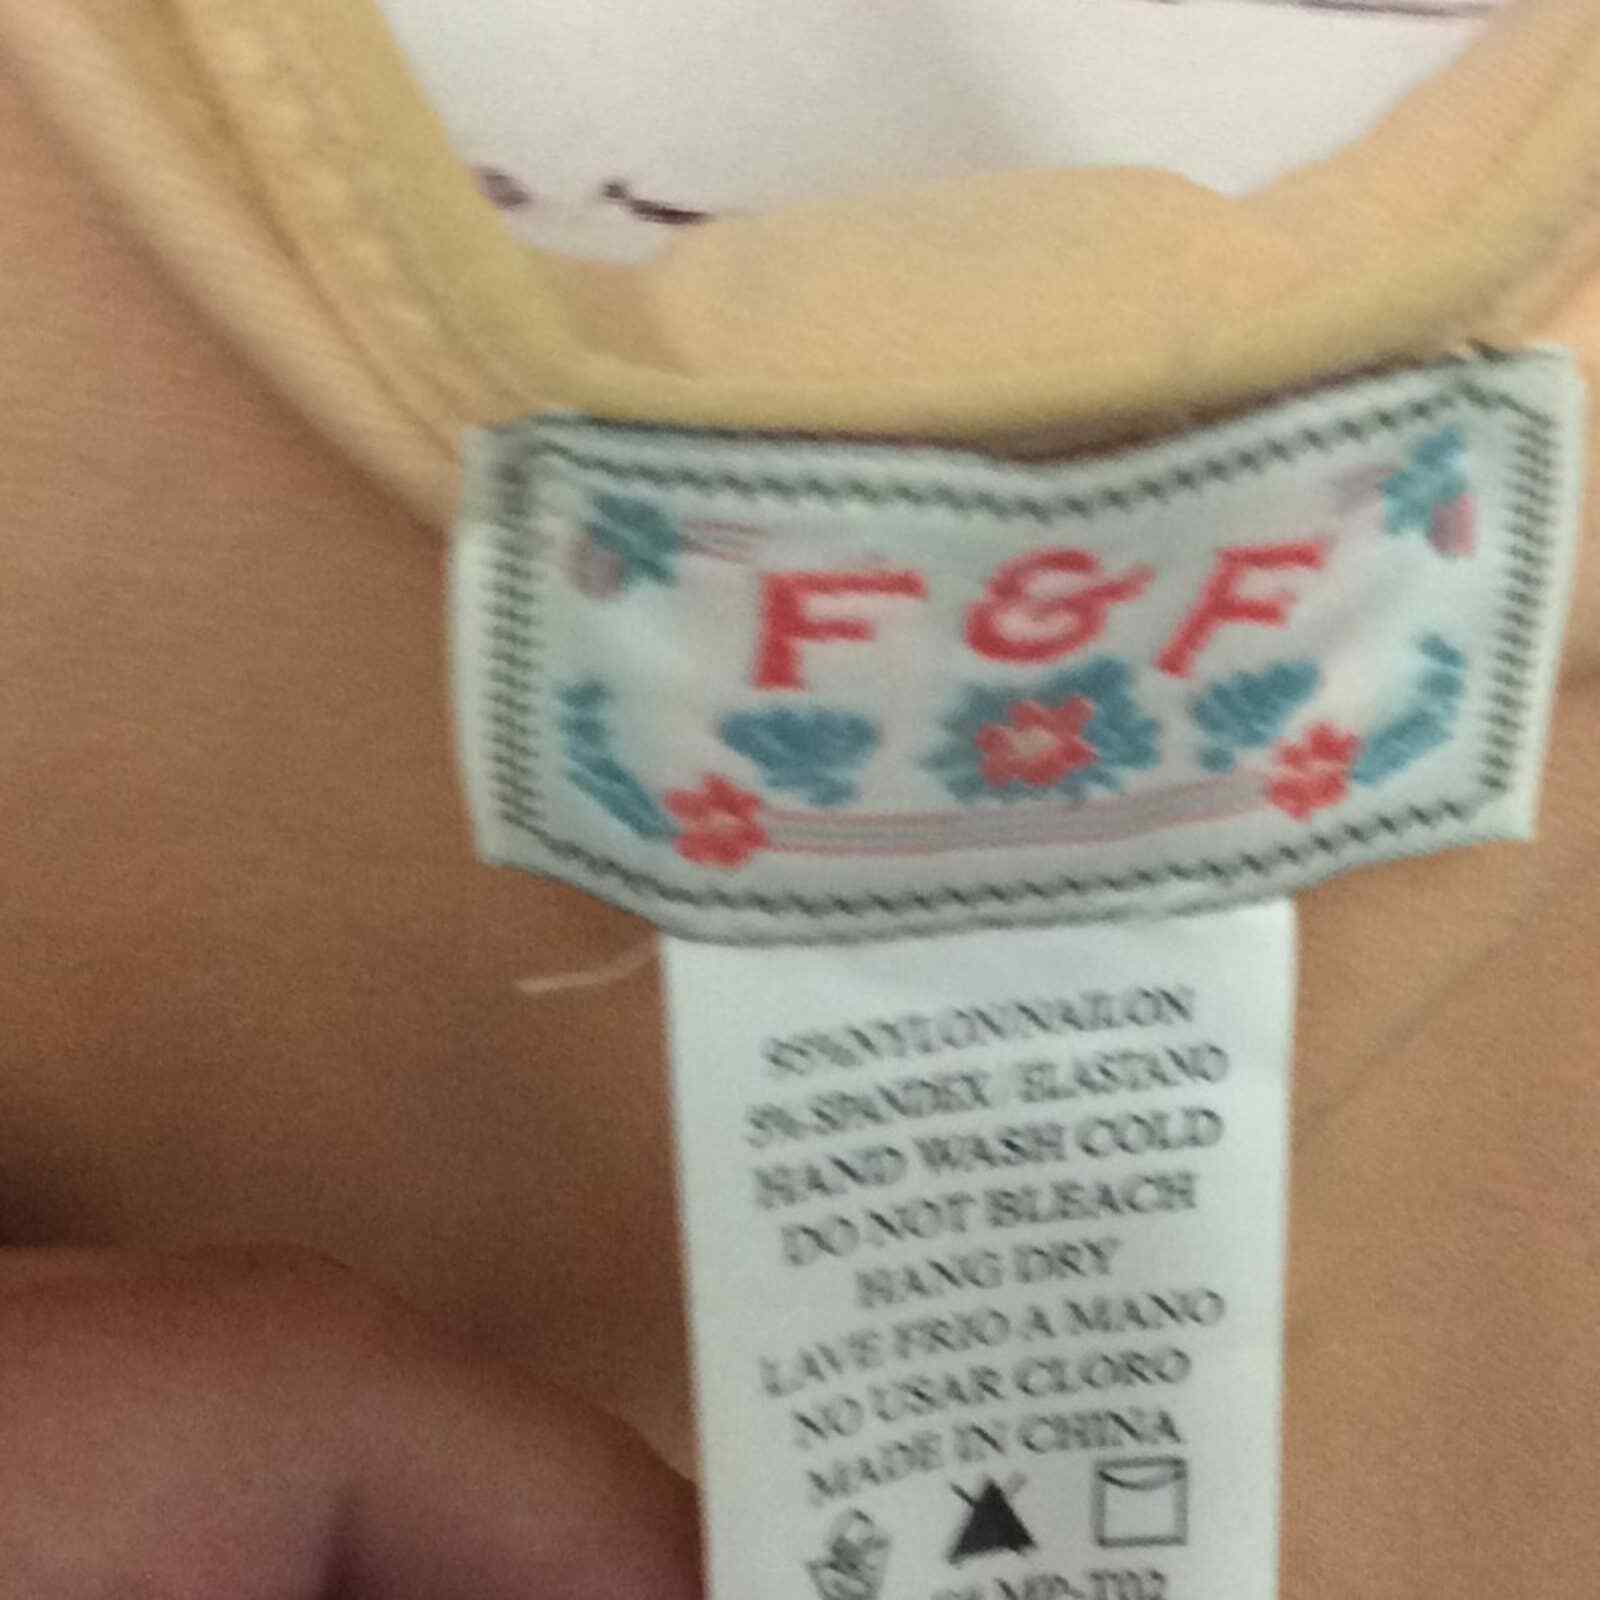 F & F
95%NYLON/NAILON
5% SPANDEX ELASTANO
HAND WASH COLD
DO NOT BLEACH
HANG DRY
LAVE FRIO A MANO
NO USAR CLORO
MADE IN CHINA